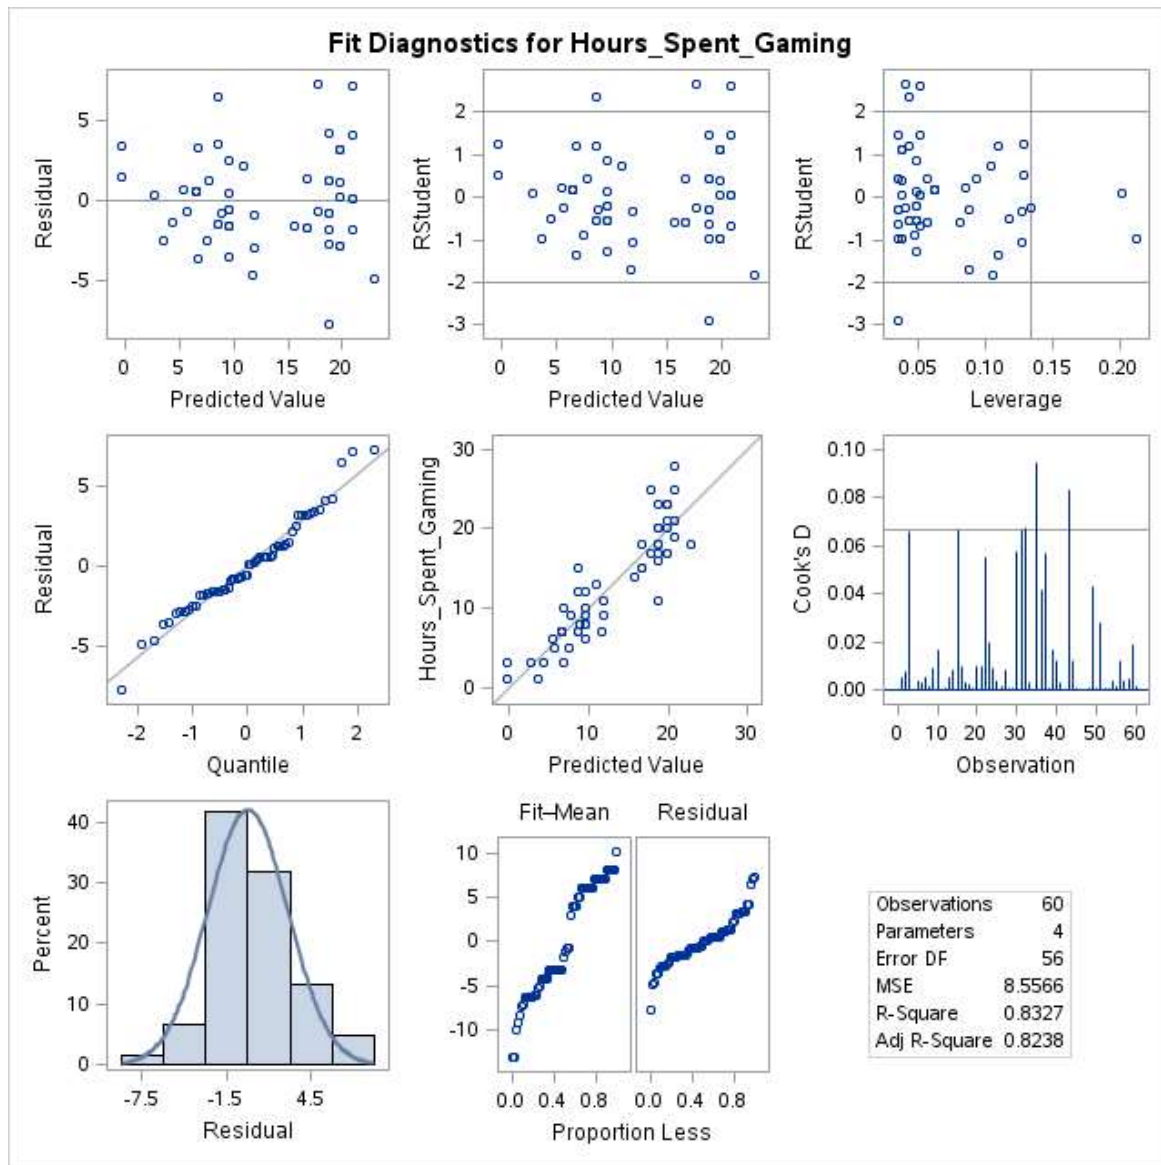 Fit Diagnostics for Hours_Spent_Gaming
Residual
5
0
-5
0 5 10 15 20
Predicted Value
RStudent
2
1
0
-1
-2
-3
0 5 10 15 20
Predicted Value
RStudent
2
1
0
-1
-2
-3
0.05 0.10 0.15 0.20
Leverage
Residual
5
0
-5
-2 -1 0 1 2
Quantile
Hours_Spent_Gaming
30
20
10
0
0 10 20 30
Predicted Value
Cook's D
0.10
0.08
0.06
0.04
0.02
0.00
0 10 20 30 40 50 60
Observation
Percent
40
30
20
10
0
-7.5 -1.5 4.5
Residual
Fit–Mean Residual
10
5
0
-5
-10
0.0 0.4 0.8 0.0 0.4 0.8
Proportion Less
Observations 60
Parameters 4
Error DF 56
MSE 8.5566
R-Square 0.8327
Adj R-Square 0.8238